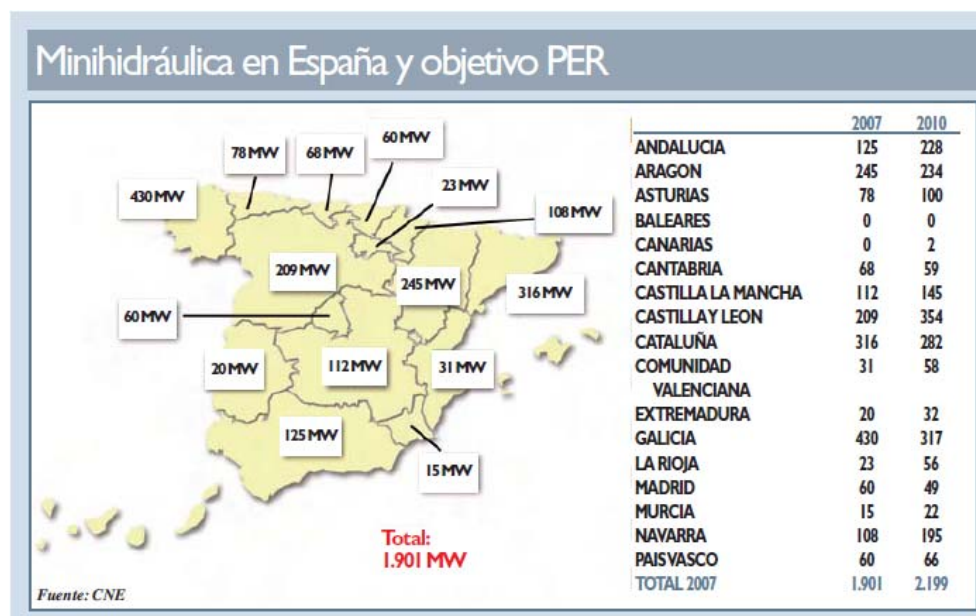 Minihidráulica en España y objetivo PER
60 MW
78 MW
68 MW
23 MW
430 MW
108 MW
209 MW
245 MW
316 MW
60 MW
20 MW
112 MW
31 MW
125 MW
15 MW
Total:
1.901 MW
Fuente: CNE
2007 2010
ANDALUCIA 125 228
ARAGON 245 234
ASTURIAS 78 100
BALEARES 0 0
CANARIAS 0 2
CANTABRIA 68 59
CASTILLA LA MANCHA 112 145
CASTILLA Y LEON 209 354
CATALUÑA 316 282
COMUNIDAD 31 58
VALENCIANA
EXTREMADURA 20 32
GALICIA 430 317
LA RIOJA 23 56
MADRID 60 49
MURCIA 15 22
NAVARRA 108 195
PAIS VASCO 60 66
TOTAL 2007 1.901 2.199